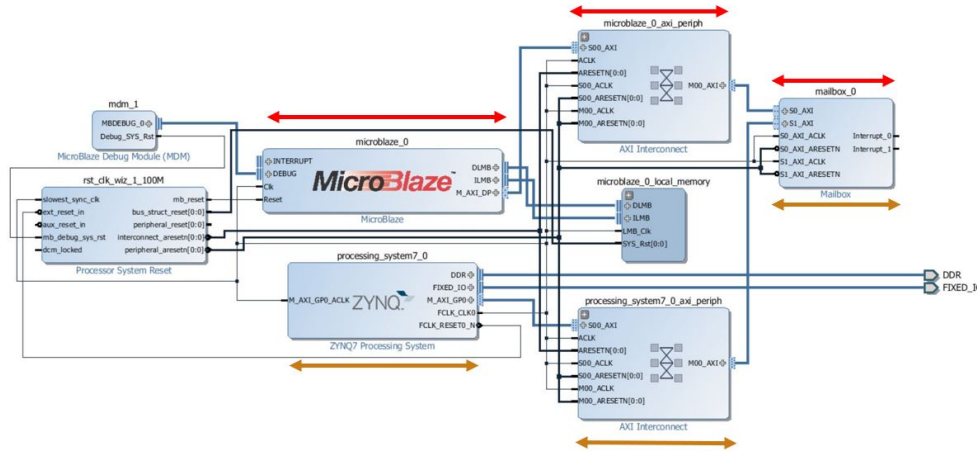 mdm_1
MBDEBUG_0
Debug_SYS_Rst
MicroBlaze Debug Module (MDM)
rst_clk_wiz_1_100M
slowest_sync_clk
ext_reset_in
aux_reset_in
mb_debug_sys_rst
dcm_locked
mb_reset
bus_struct_reset[0:0]
peripheral_reset[0:0]
interconnect_aresetn[0:0]
peripheral_aresetn[0:0]
Processor System Reset
microblaze_0
INTERRUPT
DEBUG
Clk
Reset
MicroBlaze™
DLMB
ILMB
M_AXI_DP
MicroBlaze
processing_system7_0
M_AXI_GP0_ACLK
ZYNQ
DDR
FIXED_IO
M_AXI_GP0
FCLK_CLK0
FCLK_RESET0_N
ZYNQ7 Processing System
microblaze_0_axi_periph
S00_AXI
ACLK
ARESETN[0:0]
S00_ACLK
S00_ARESETN[0:0]
M00_ACLK
M00_ARESETN[0:0]
M00_AXI
AXI Interconnect
microblaze_0_local_memory
DLMB
ILMB
LMB_Clk
SYS_Rst[0:0]
processing_system7_0_axi_periph
S00_AXI
ACLK
ARESETN[0:0]
S00_ACLK
S00_ARESETN[0:0]
M00_ACLK
M00_ARESETN[0:0]
M00_AXI
AXI Interconnect
mailbox_0
S0_AXI
S1_AXI
S0_AXI_ACLK
S0_AXI_ARESETN
S1_AXI_ACLK
S1_AXI_ARESETN
Interrupt_0
Interrupt_1
Mailbox
DDR